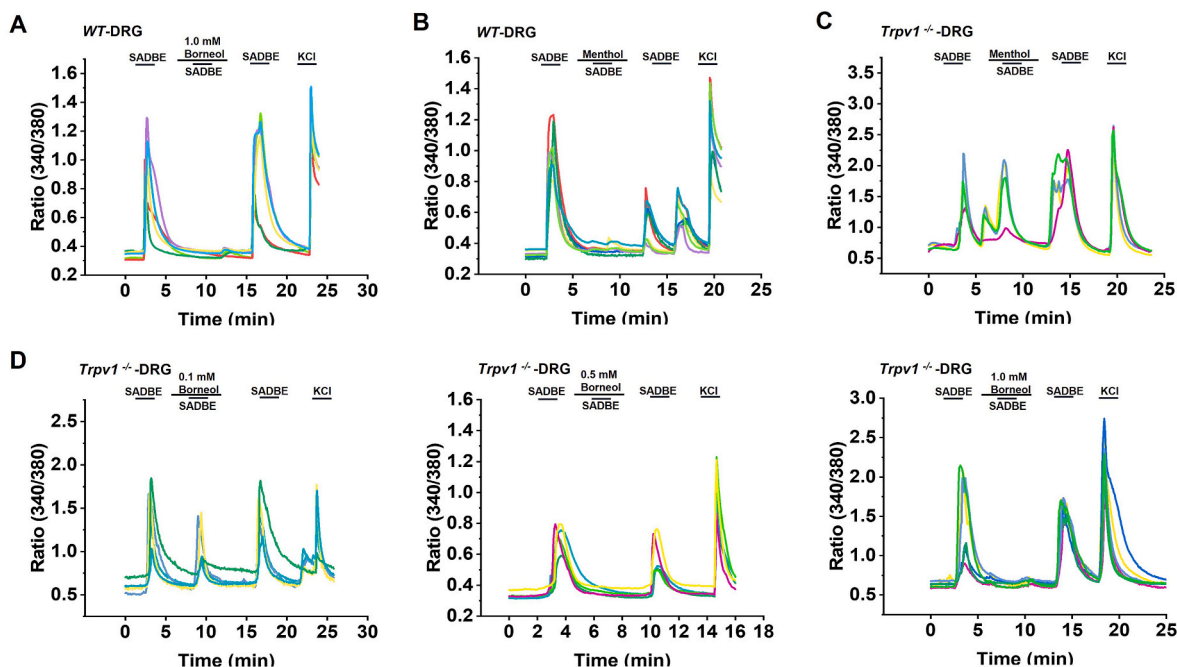 A
WT-DRG
SADBE
1.0 mM
Borneol
SADBE
SADBE
KCl
Ratio (340/380)
1.6
1.4
1.2
1.0
0.8
0.6
0.4
0.2
0 5 10 15 20 25 30
Time (min)
B
WT-DRG
SADBE
Menthol
SADBE
SADBE
KCl
Ratio (340/380)
1.6
1.4
1.2
1.0
0.8
0.6
0.4
0.2
0 5 10 15 20 25
Time (min)
C
Trpv1 -/- -DRG
SADBE
Menthol
SADBE
SADBE
KCl
Ratio (340/380)
3.5
3.0
2.5
2.0
1.5
1.0
0.5
0 5 10 15 20 25
Time (min)
D
Trpv1 -/- -DRG
SADBE
0.1 mM
Borneol
SADBE
SADBE
KCl
Ratio (340/380)
2.5
2.0
1.5
1.0
0.5
0 5 10 15 20 25 30
Time (min)
Trpv1 -/- -DRG
SADBE
0.5 mM
Borneol
SADBE
SADBE
KCl
Ratio (340/380)
1.6
1.4
1.2
1.0
0.8
0.6
0.4
0.2
0 2 4 6 8 10 12 14 16 18
Time (min)
Trpv1 -/- -DRG
SADBE
1.0 mM
Borneol
SADBE
SADBE
KCl
Ratio (340/380)
3.0
2.5
2.0
1.5
1.0
0.5
0 5 10 15 20 25
Time (min)